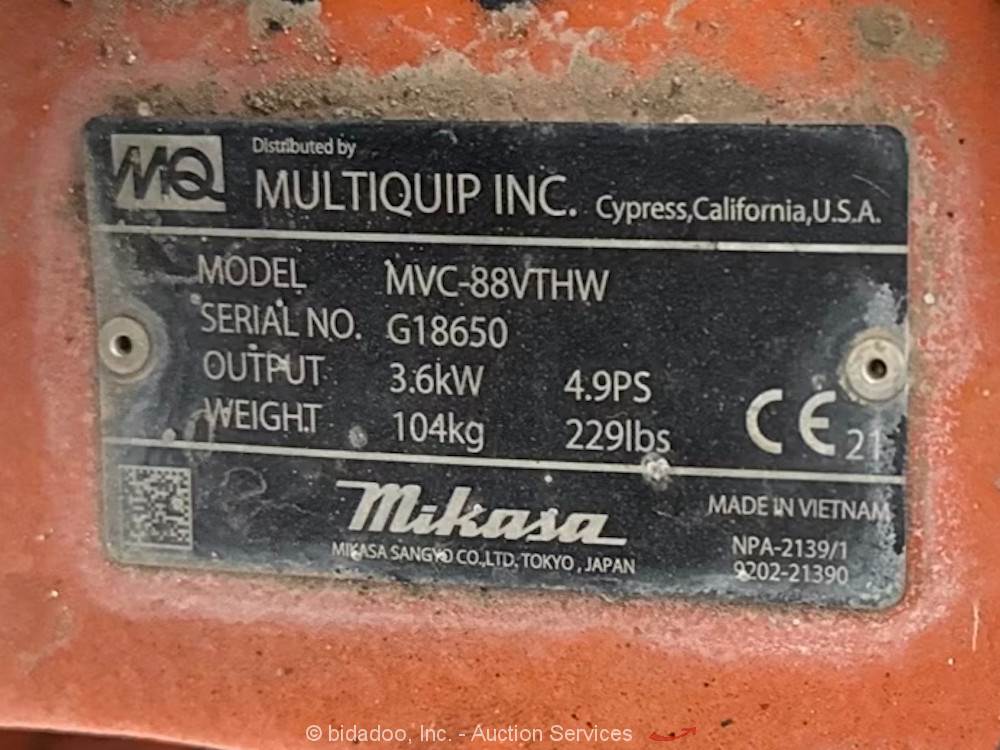 MQ
Distributed by
MULTIQUIP INC. Cypress,California,U.S.A.
MODEL MVC-88VTHW
SERIAL NO. G18650
OUTPUT 3.6kW 4.9PS
WEIGHT 104kg 229lbs
CE 21
Mikasa
MIKASA SANGYO CO.,LTD. TOKYO , JAPAN
MADE IN VIETNAM
NPA-2139/1
9202-21390
© bidadoo, Inc. - Auction Services